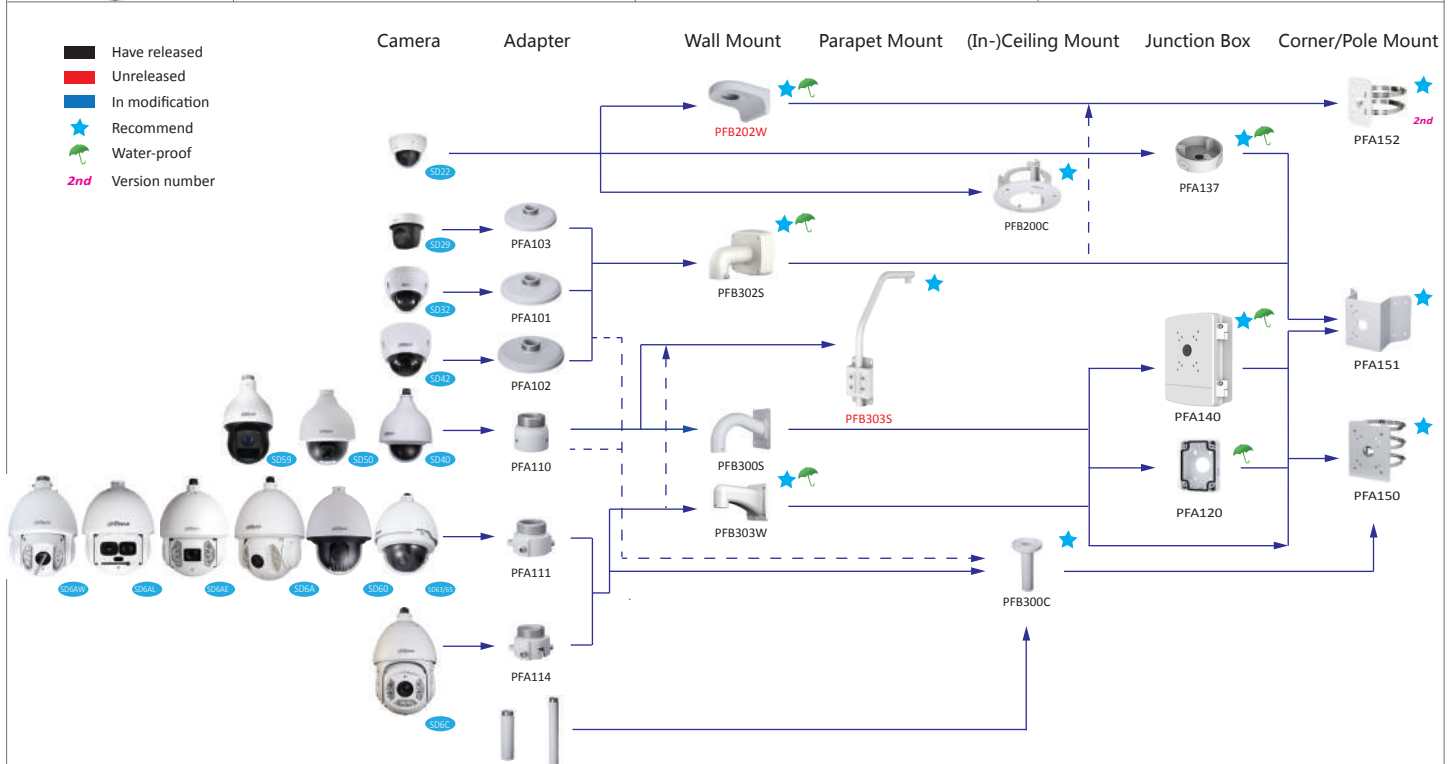 Camera Adapter Wall Mount Parapet Mount (In-)Ceiling Mount Junction Box Corner/Pole Mount
Have released
Unreleased
In modification
Recommend
Water-proof
2nd Version number
PFB202W
2nd
PFA152
SD22
PFA137
PFB200C
SD29
PFA103
PFB302S
SD32
PFA101
PFA151
SD42
PFA102
PFB303S
PFA140
SD59
SD50
SD40
PFA110
PFB300S
PFA150
PFA120
PFB303W
SD6AW
SD6AL
SD6AE
SD6A
SD60
SD63/65
PFA111
PFB300C
PFA114
SD6C